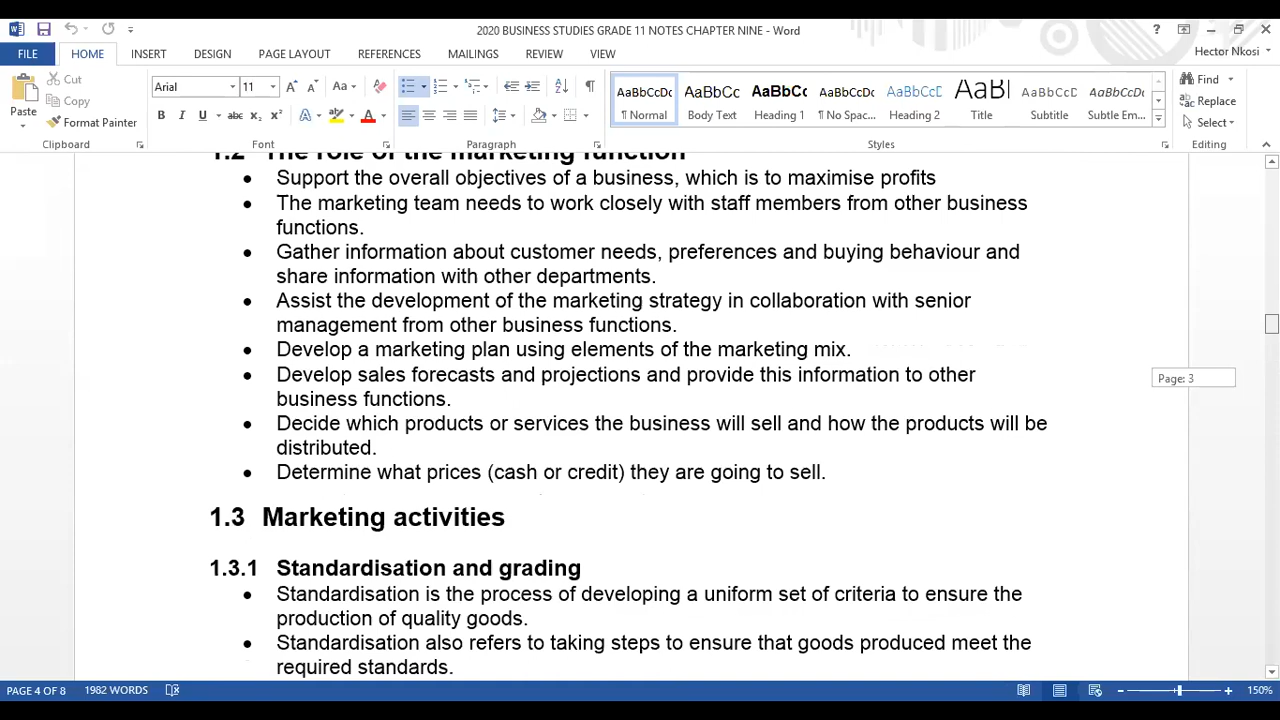 2020 BUSINESS STUDIES GRADE 11 NOTES CHAPTER NINE - Word
FILE HOME INSERT DESIGN PAGE LAYOUT REFERENCES MAILINGS REVIEW VIEW
Hector Nkosi
Paste
Cut
Copy
Format Painter
Clipboard
Arial 11
Font
Paragraph
AaBbCcDc AaBbCc AaBbCc AaBbCcDc AaBbCcD AaBI AaBbCcD AaBbCcDc
¶ Normal Body Text Heading 1 ¶ No Spac... Heading 2 Title Subtitle Subtle Em...
Styles
Find
Replace
Select
Editing
1.2 The role of the marketing function
• Support the overall objectives of a business, which is to maximise profits
• The marketing team needs to work closely with staff members from other business
functions.
• Gather information about customer needs, preferences and buying behaviour and
share information with other departments.
• Assist the development of the marketing strategy in collaboration with senior
management from other business functions.
• Develop a marketing plan using elements of the marketing mix.
• Develop sales forecasts and projections and provide this information to other
business functions.
• Decide which products or services the business will sell and how the products will be
distributed.
• Determine what prices (cash or credit) they are going to sell.
Page: 3
1.3 Marketing activities
1.3.1 Standardisation and grading
• Standardisation is the process of developing a uniform set of criteria to ensure the
production of quality goods.
• Standardisation also refers to taking steps to ensure that goods produced meet the
required standards.
PAGE 4 OF 8 1982 WORDS 150%